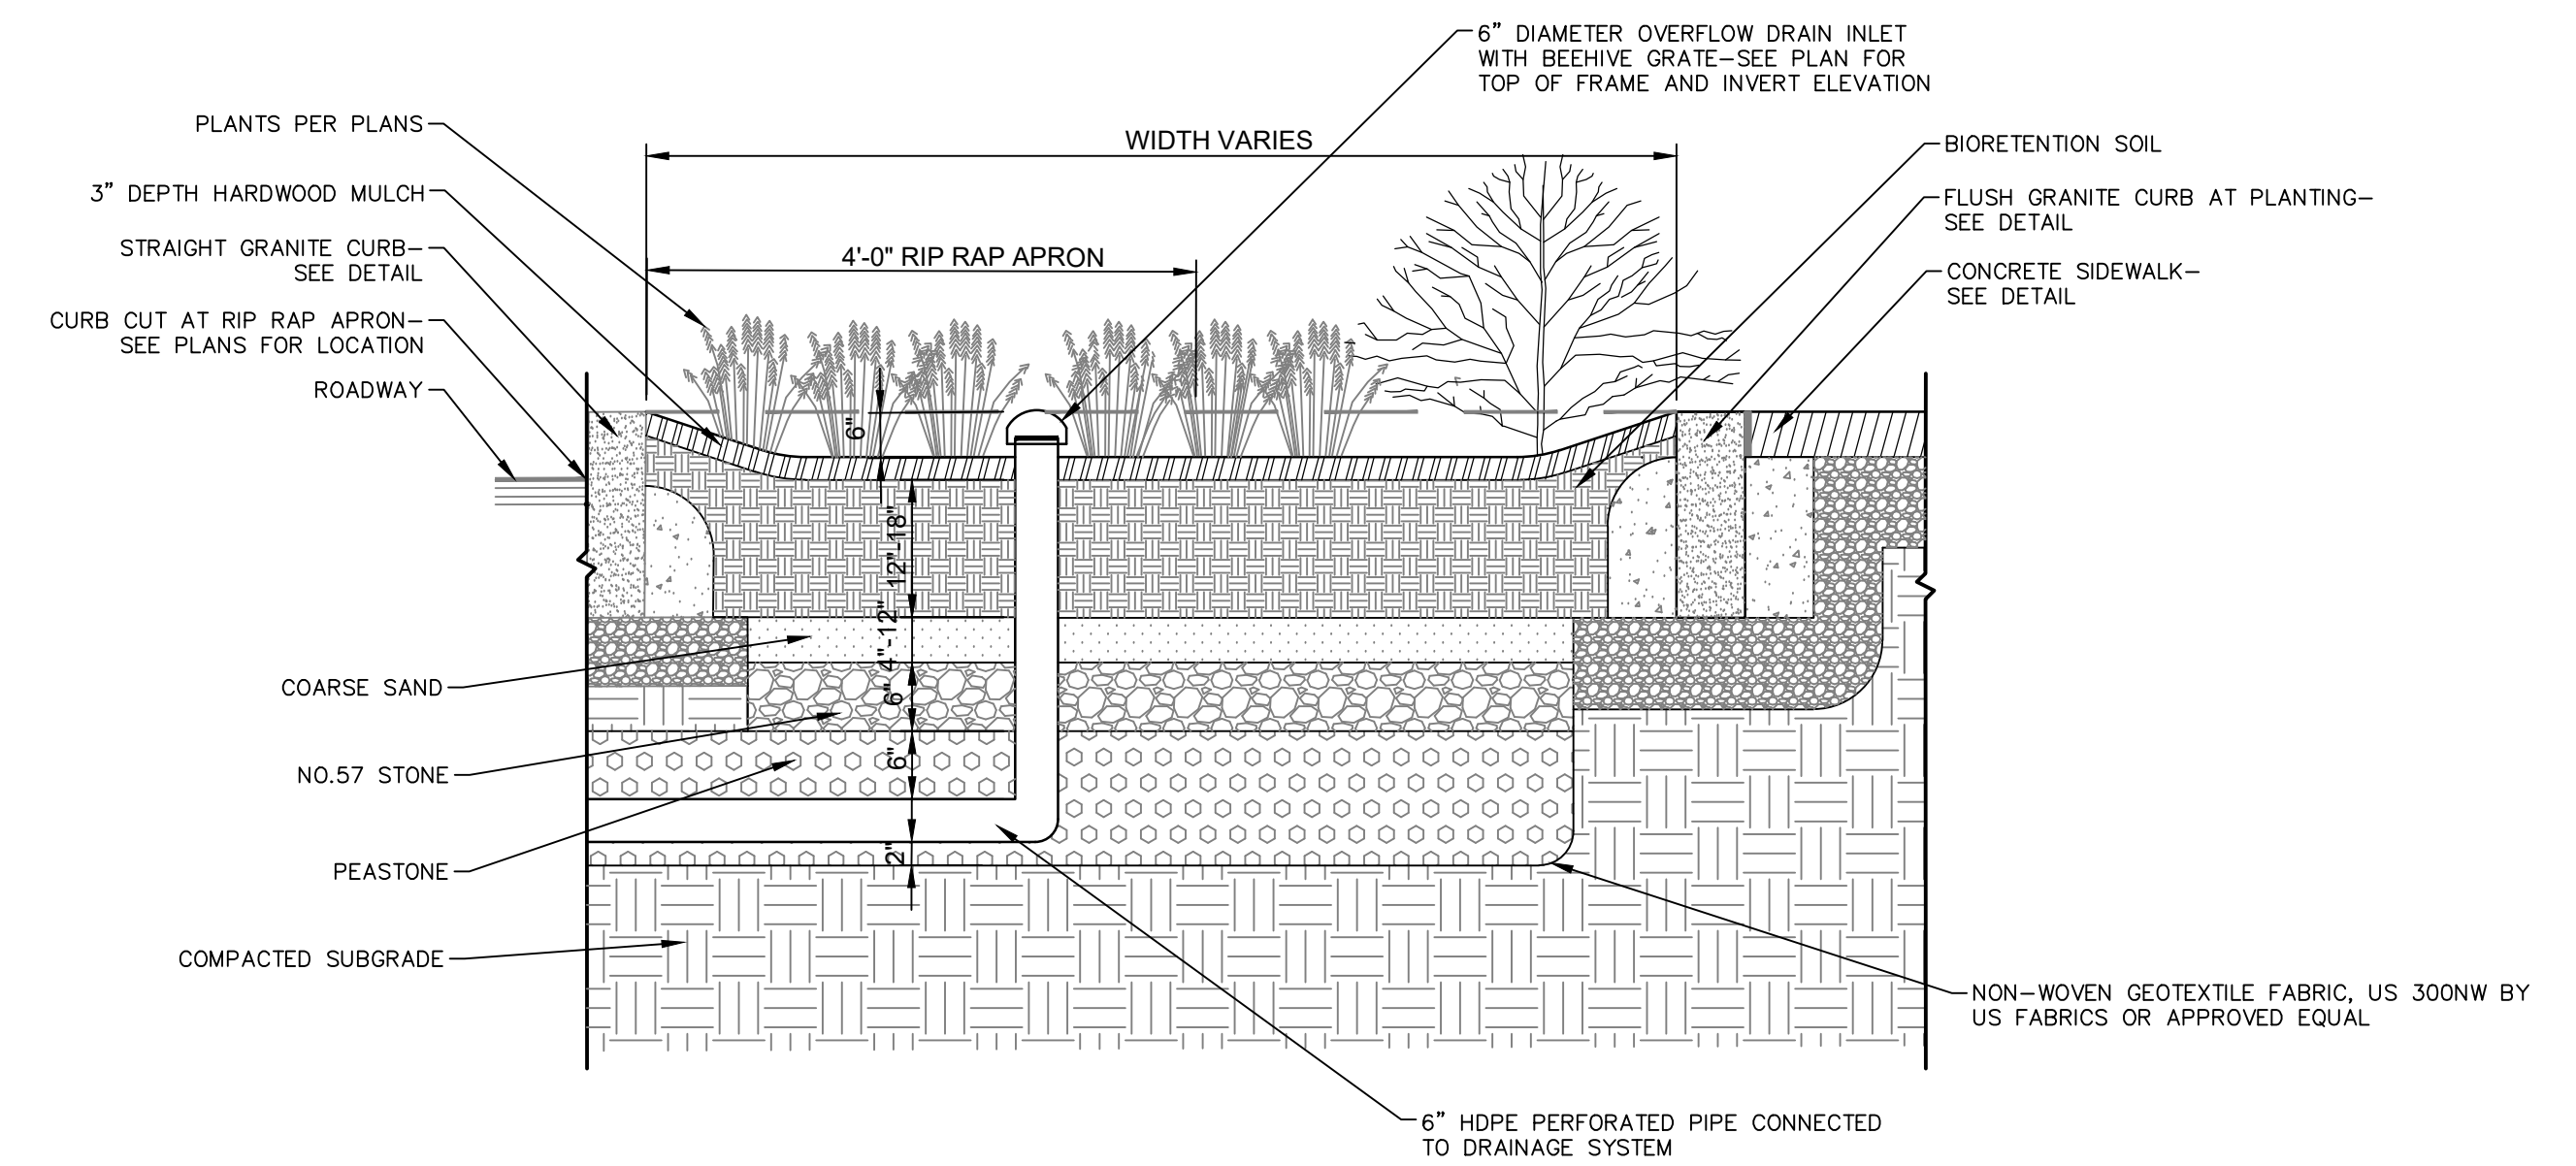 6” DIAMETER OVERFLOW DRAIN INLET
WITH BEEHIVE GRATE–SEE PLAN FOR
TOP OF FRAME AND INVERT ELEVATION
PLANTS PER PLANS
WIDTH VARIES
BIORETENTION SOIL
3” DEPTH HARDWOOD MULCH
FLUSH GRANITE CURB AT PLANTING–
SEE DETAIL
STRAIGHT GRANITE CURB–
SEE DETAIL
4'-0" RIP RAP APRON
CONCRETE SIDEWALK–
SEE DETAIL
CURB CUT AT RIP RAP APRON–
SEE PLANS FOR LOCATION
ROADWAY
6"
12"-18"
4"-12"
6"
6"
2"
COARSE SAND
NO.57 STONE
PEASTONE
COMPACTED SUBGRADE
NON–WOVEN GEOTEXTILE FABRIC, US 300NW BY
US FABRICS OR APPROVED EQUAL
6” HDPE PERFORATED PIPE CONNECTED
TO DRAINAGE SYSTEM